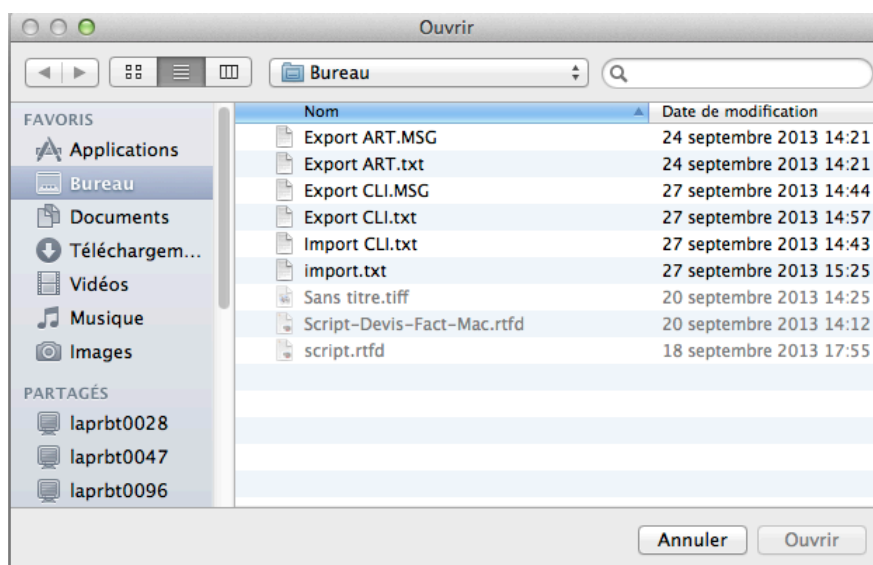 Ouvrir
Bureau
FAVORIS
Applications
Bureau
Documents
Téléchargem...
Vidéos
Musique
Images
PARTAGÉS
laprbt0028
laprbt0047
laprbt0096
Nom Date de modification
Export ART.MSG 24 septembre 2013 14:21
Export ART.txt 24 septembre 2013 14:21
Export CLI.MSG 27 septembre 2013 14:44
Export CLI.txt 27 septembre 2013 14:57
Import CLI.txt 27 septembre 2013 14:43
import.txt 27 septembre 2013 15:25
Sans titre.tiff 20 septembre 2013 14:25
Script-Devis-Fact-Mac.rtfd 20 septembre 2013 14:12
script.rtfd 18 septembre 2013 17:55
Annuler Ouvrir